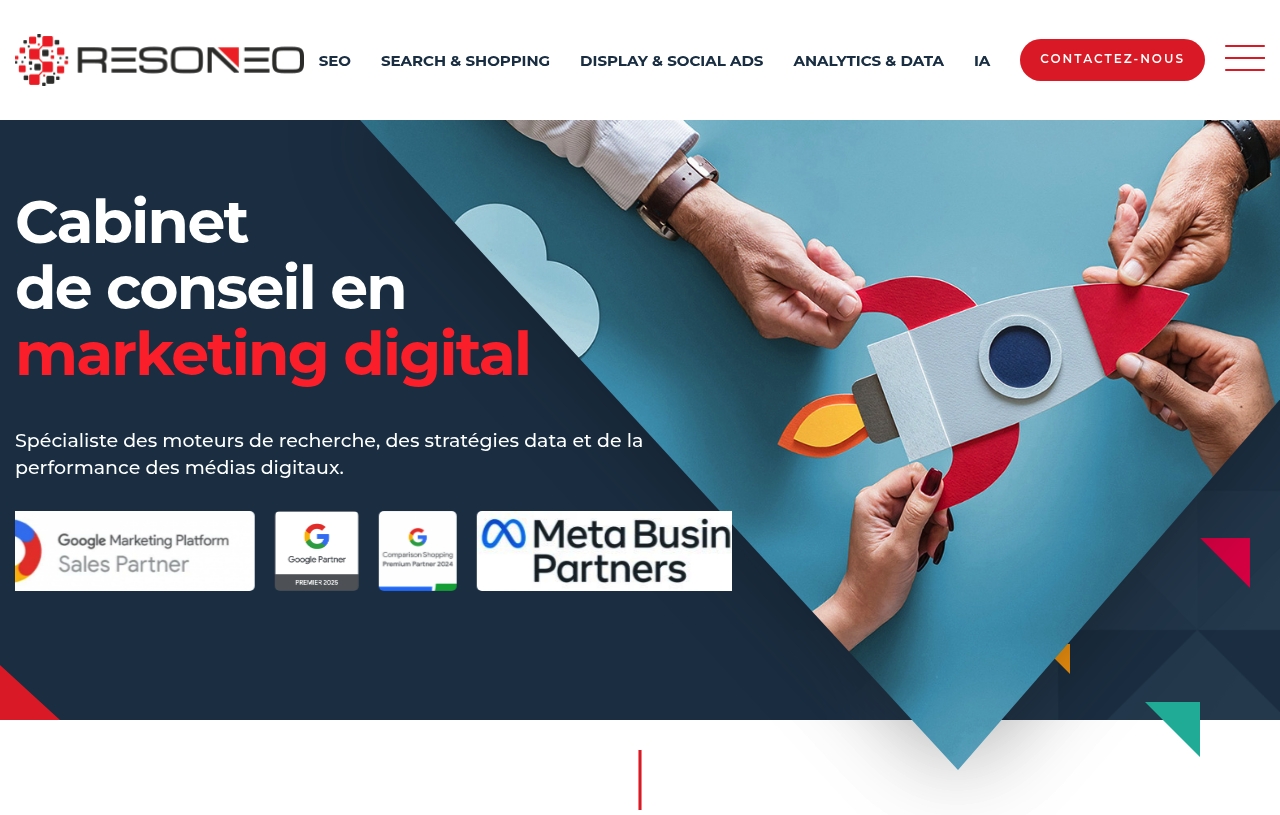 RESONEO
SEO
SEARCH & SHOPPING
DISPLAY & SOCIAL ADS
ANALYTICS & DATA
IA
CONTACTEZ-NOUS
Cabinet
de conseil en
marketing digital
Spécialiste des moteurs de recherche, des stratégies data et de la
performance des médias digitaux.
Google Marketing Platform
Sales Partner
Google Partner
PREMIER 2025
Comparison Shopping
Premium Partner 2024
Meta Busin
Partners